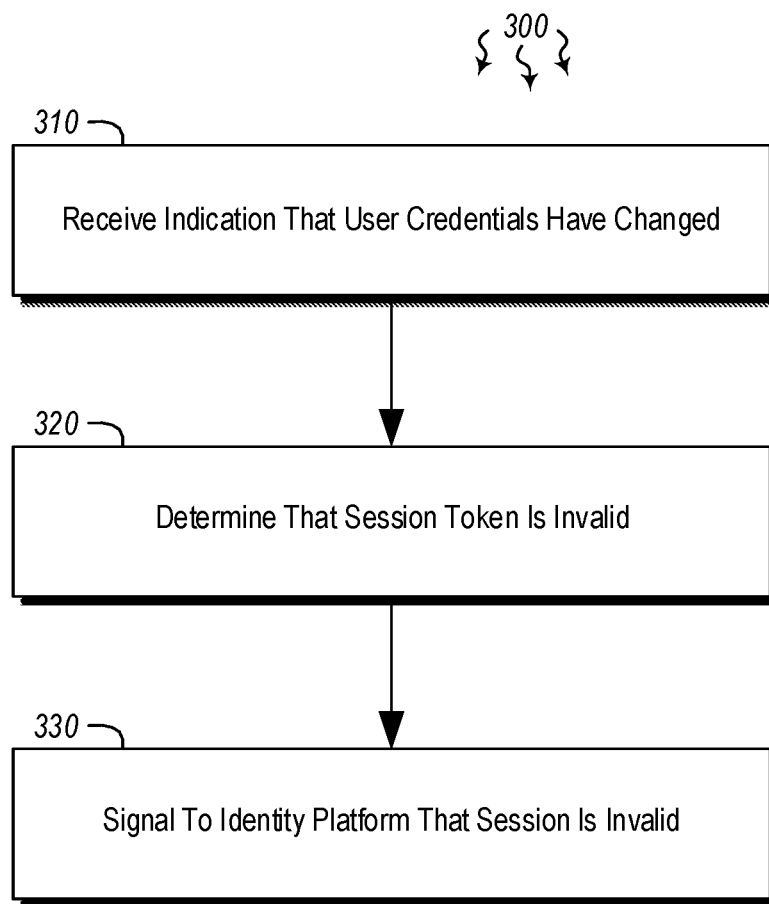 300
310
Receive Indication That User Credentials Have Changed
320
Determine That Session Token Is Invalid
330
Signal To Identity Platform That Session Is Invalid